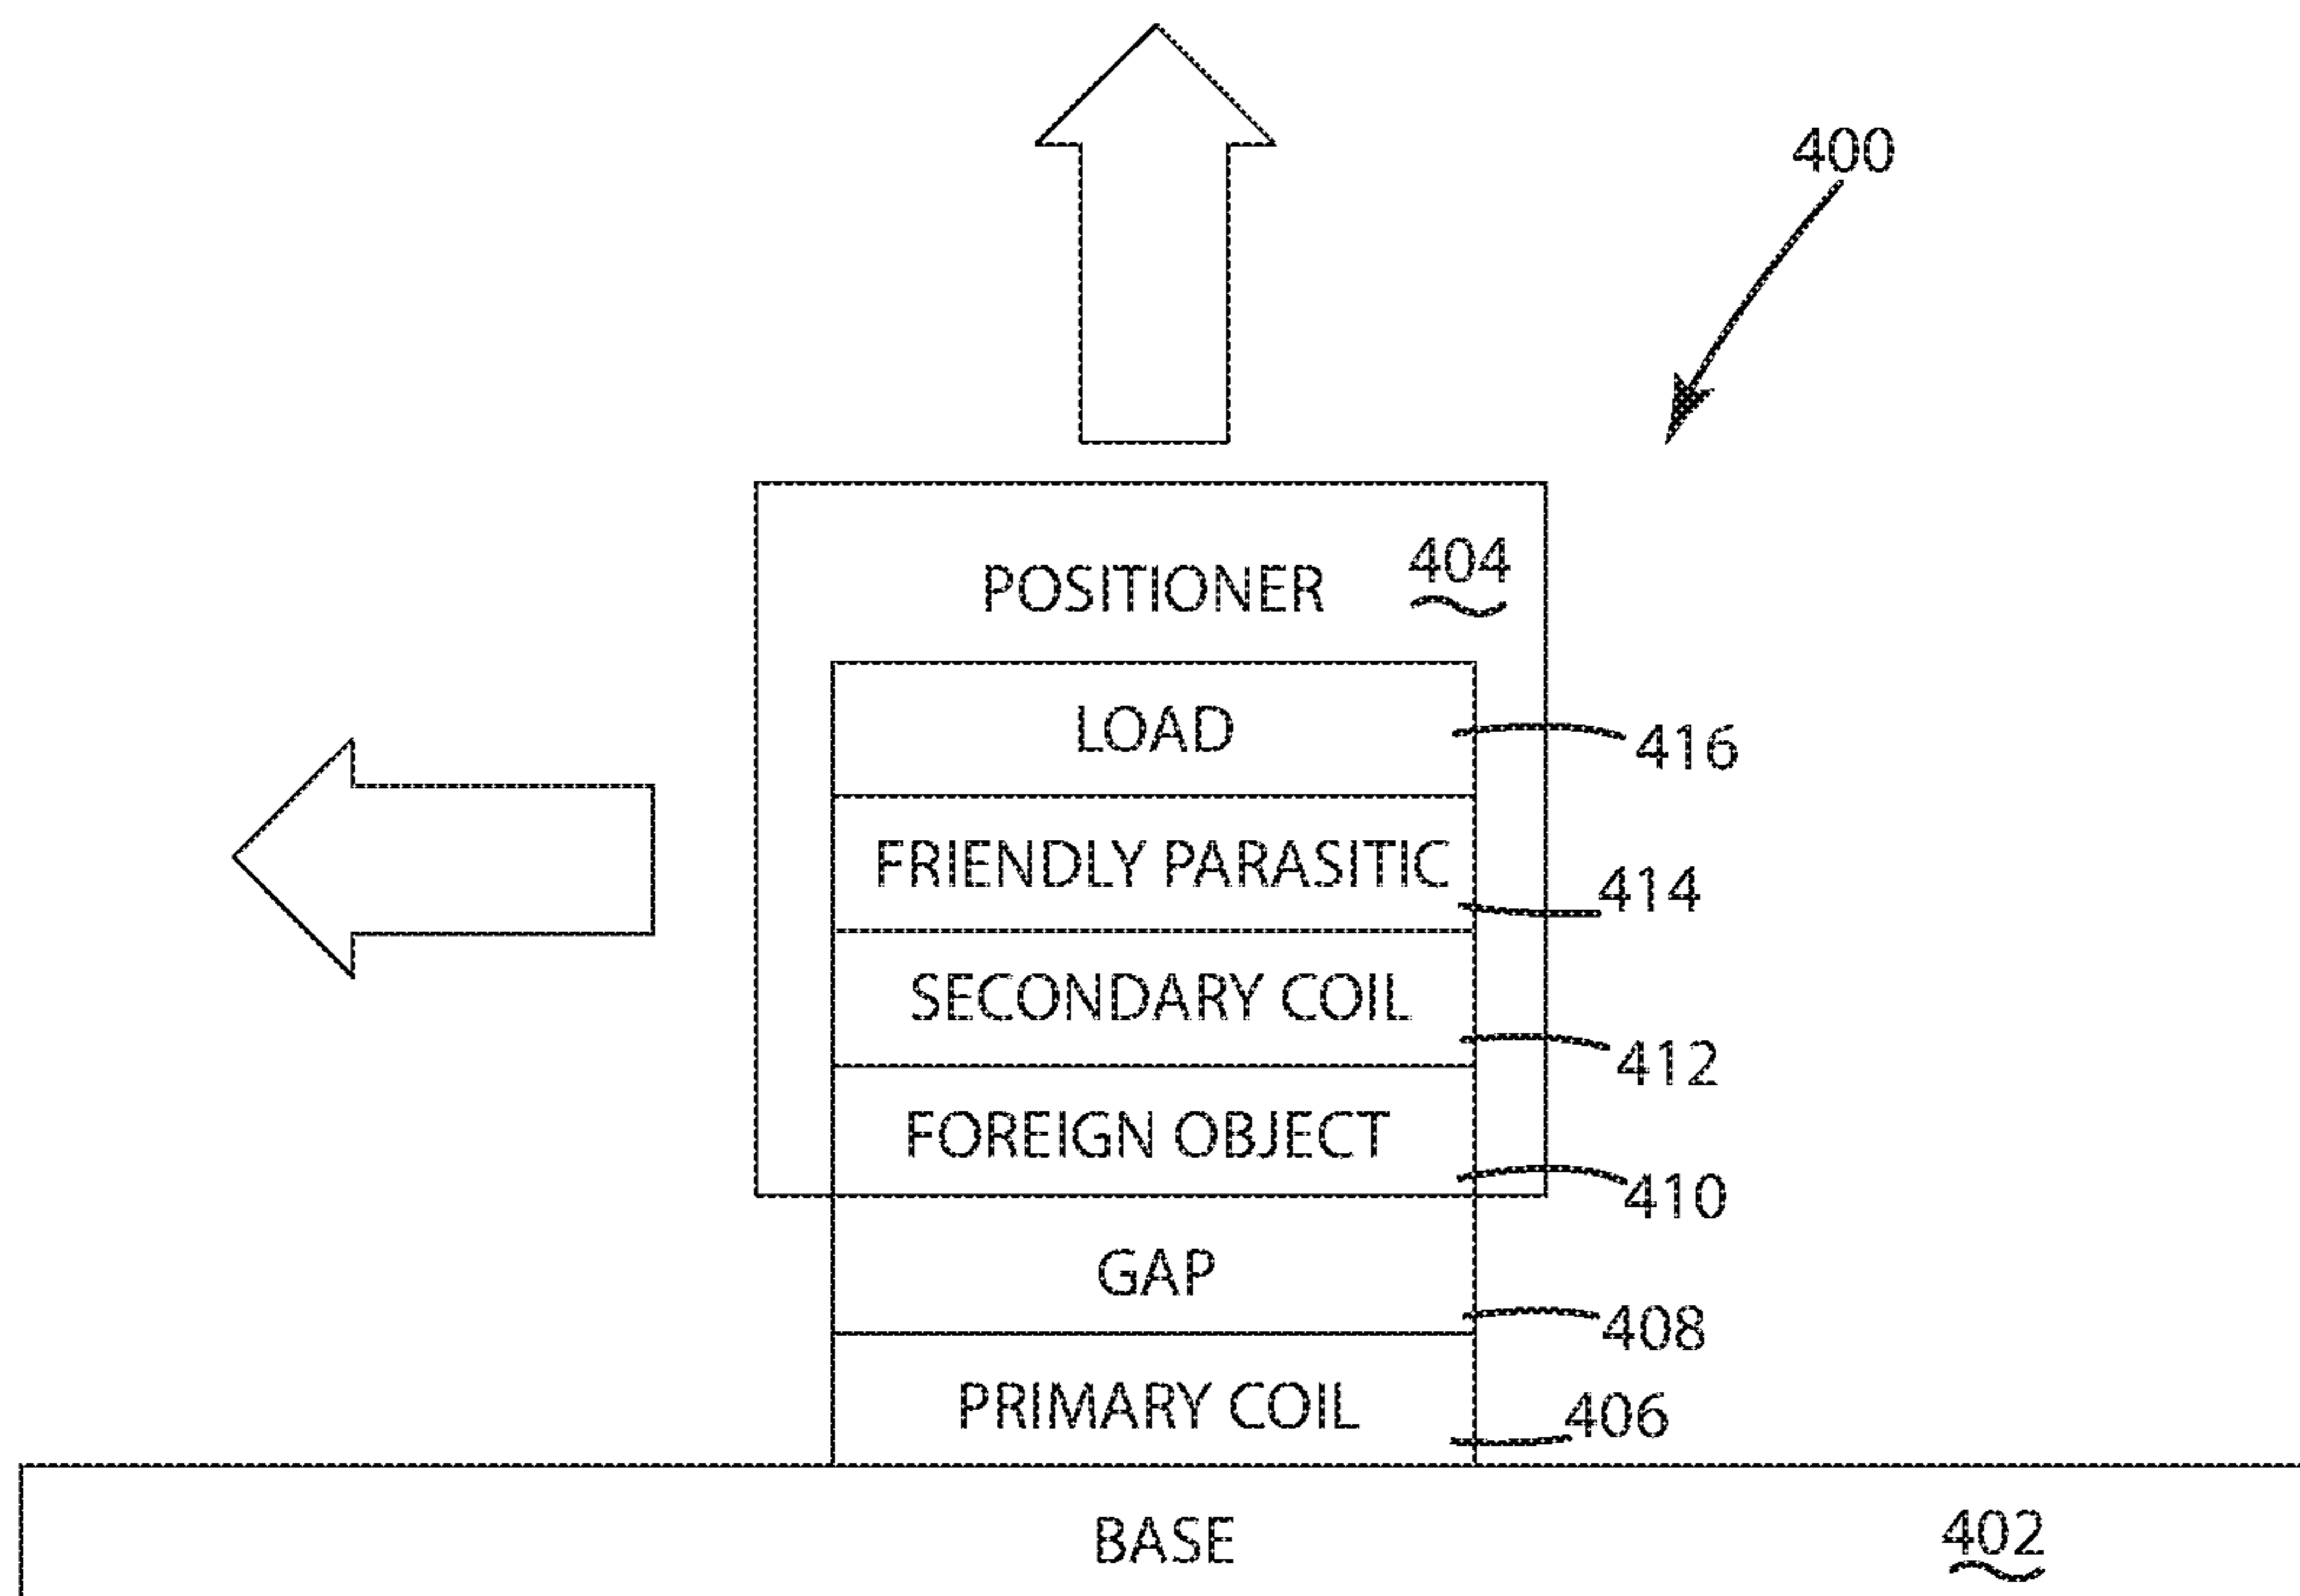 400
POSITIONER 404
LOAD
416
FRIENDLY PARASITIC
414
SECONDARY COIL
412
FOREIGN OBJECT
410
GAP
408
PRIMARY COIL
406
BASE 402